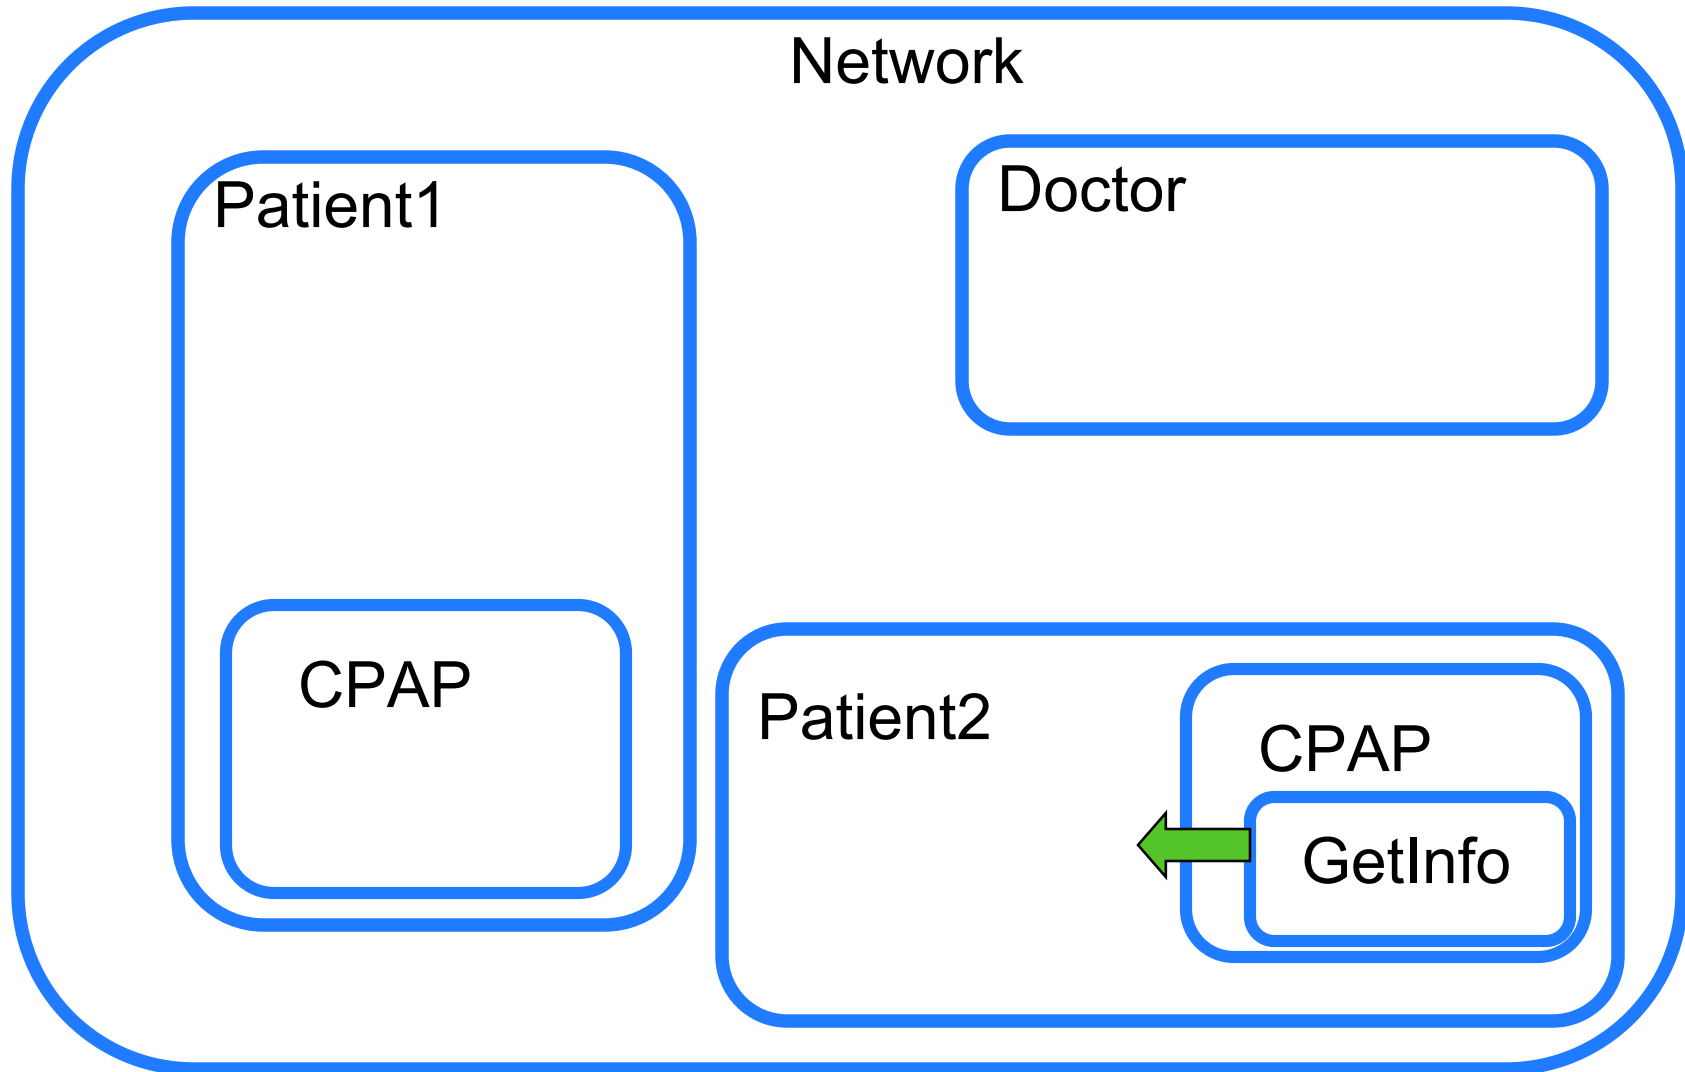 Network
Patient1
Doctor
CPAP
Patient2
CPAP
GetInfo